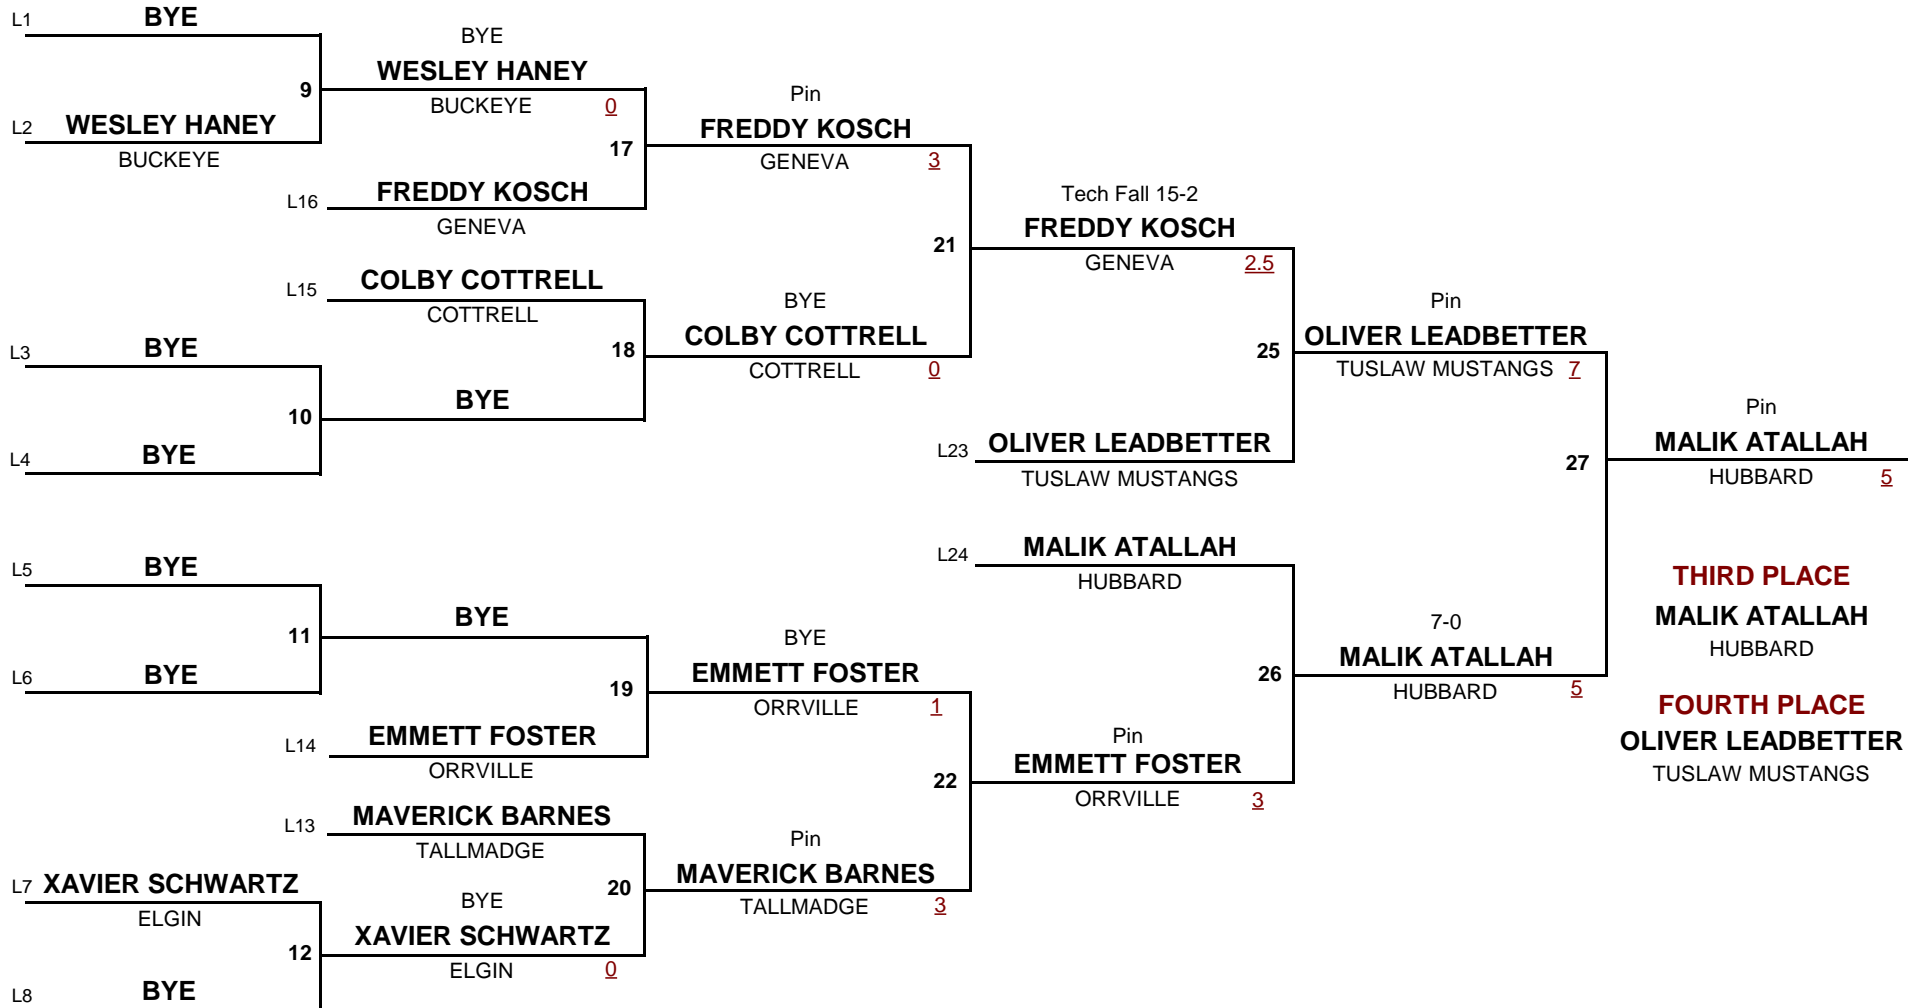 L1 BYE
BYE
WESLEY HANEY
9
BUCKEYE 0
L2 WESLEY HANEY
BUCKEYE
Pin
FREDDY KOSCH
17
GENEVA 3
L16 FREDDY KOSCH
GENEVA
Tech Fall 15-2
FREDDY KOSCH
21
GENEVA 2.5
L15 COLBY COTTRELL
COTTRELL
BYE
COLBY COTTRELL
18
COTTRELL 0
L3 BYE
10
BYE
L4 BYE
Pin
OLIVER LEADBETTER
25
TUSLAW MUSTANGS 7
L23 OLIVER LEADBETTER
TUSLAW MUSTANGS
Pin
MALIK ATALLAH
27
HUBBARD 5
L24 MALIK ATALLAH
HUBBARD
L5 BYE
11
BYE
L6 BYE
BYE
EMMETT FOSTER
19
ORRVILLE 1
L14 EMMETT FOSTER
ORRVILLE
7-0
MALIK ATALLAH
26
HUBBARD 5
THIRD PLACE
MALIK ATALLAH
HUBBARD
FOURTH PLACE
OLIVER LEADBETTER
TUSLAW MUSTANGS
Pin
EMMETT FOSTER
22
ORRVILLE 3
L13 MAVERICK BARNES
TALLMADGE
Pin
MAVERICK BARNES
20
TALLMADGE 3
L7 XAVIER SCHWARTZ
ELGIN
BYE
XAVIER SCHWARTZ
12
ELGIN 0
L8 BYE